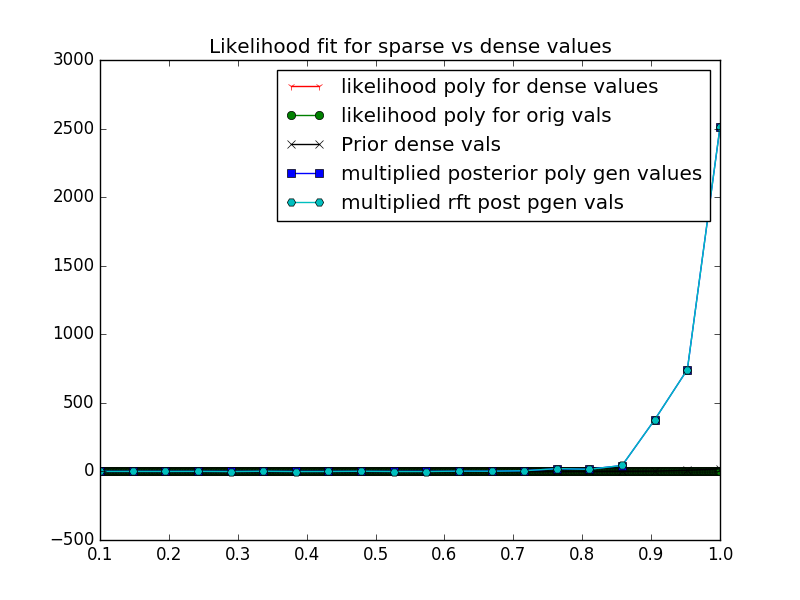 Likelihood fit for sparse vs dense values
3000
2500
2000
1500
1000
500
0
−500
likelihood poly for dense values
likelihood poly for orig vals
Prior dense vals
multiplied posterior poly gen values
multiplied rft post pgen vals
0.1 0.2 0.3 0.4 0.5 0.6 0.7 0.8 0.9 1.0